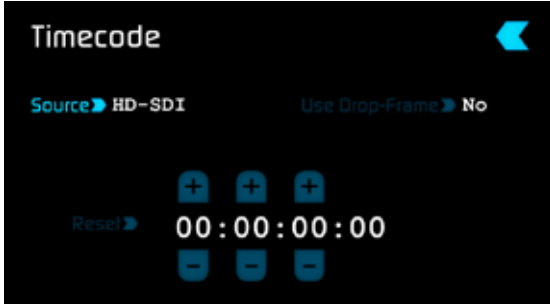 Timecode
Source HD-SDI Use Drop-Frame No
+ + +
Reset 00:00:00:00
- - -